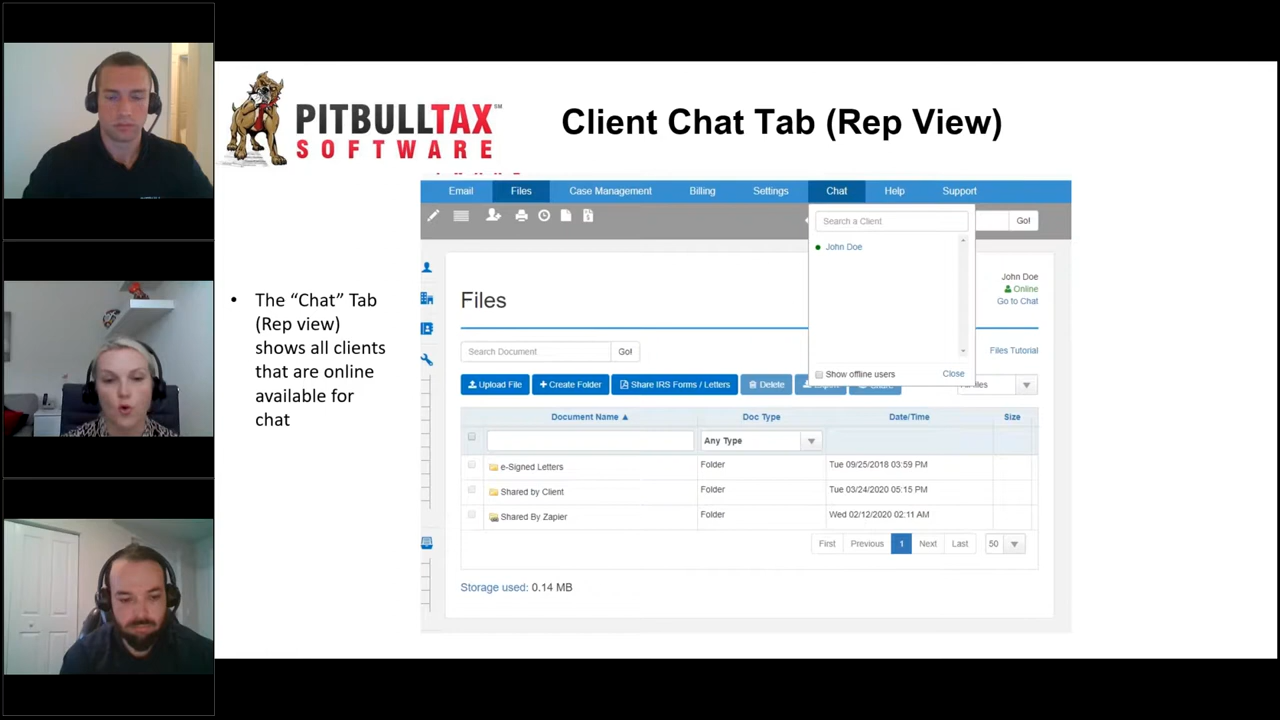 PITBULLTAX SM
SOFTWARE
Client Chat Tab (Rep View)
• The “Chat” Tab
(Rep view)
shows all clients
that are online
available for
chat
Email Files Case Management Billing Settings Chat Help Support
Search a Client
Go!
John Doe
John Doe
Online
Go to Chat
Files
Search Document Go!
Files Tutorial
Show offline users Close
Upload File Create Folder Share IRS Forms / Letters Delete
Document Name Doc Type Date/Time Size
Any Type
e-Signed Letters Folder Tue 09/25/2018 03:59 PM
Shared by Client Folder Tue 03/24/2020 05:15 PM
Shared By Zapier Folder Wed 02/12/2020 02:11 AM
First Previous 1 Next Last 50
Storage used: 0.14 MB